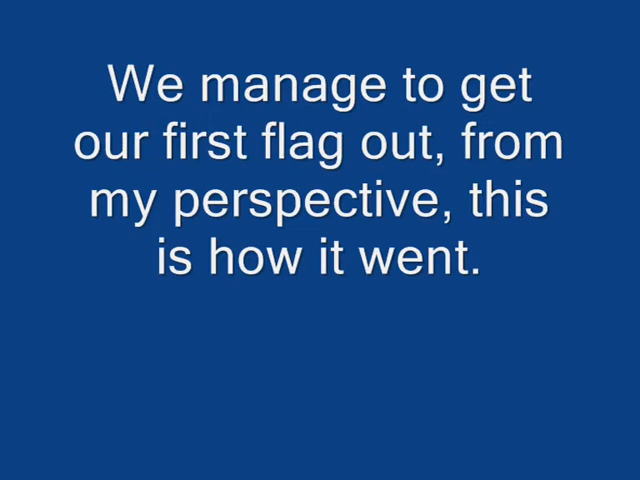 We manage to get
our first flag out, from
my perspective, this
is how it went.